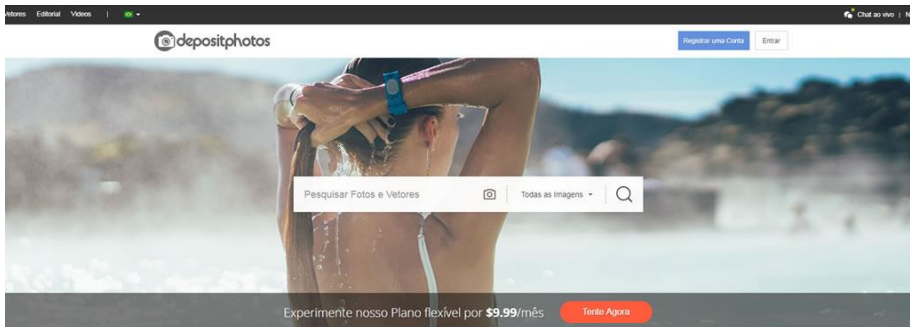 Vetores Editorial Videos | Chat ao vivo | N
depositphotos Registrar uma Conta Entrar
Pesquisar Fotos e Vetores Todas as Imagens
Experimente nosso Plano flexível por $9.99/mês Tente Agora